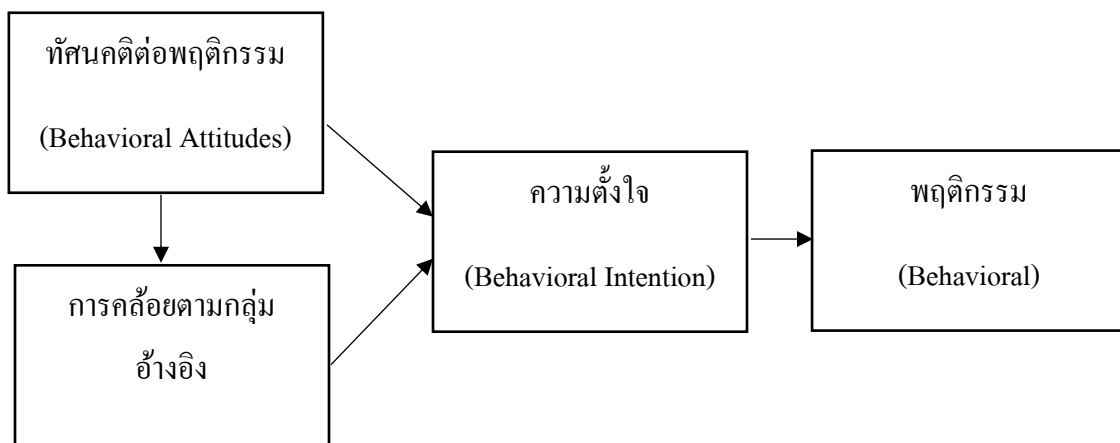 ทัศนคติต่อพฤติกรรม
(Behavioral Attitudes)
การคล้อยตามกลุ่ม
อ้างอิง
ความตั้งใจ
(Behavioral Intention)
พฤติกรรม
(Behavioral)